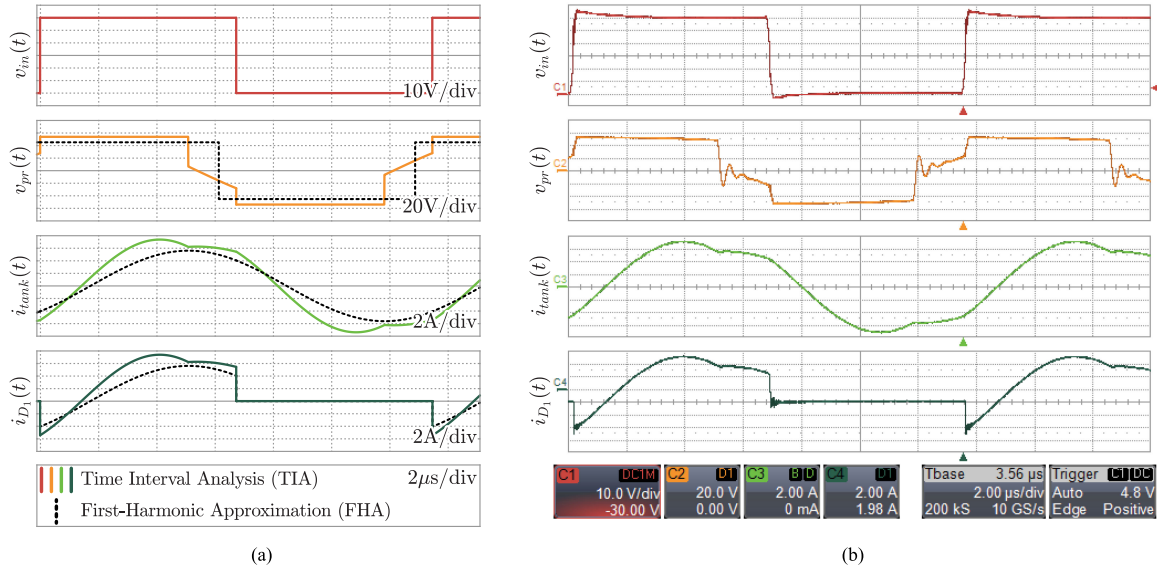 v_in(t)
10V/div
v_pr(t)
20V/div
i_tank(t)
2A/div
i_D1(t)
2A/div
Time Interval Analysis (TIA)
2μs/div
First-Harmonic Approximation (FHA)
(a)
v_in(t)
C1
v_pr(t)
C2
i_tank(t)
C3
i_D1(t)
C4
C1 DC1M
10.0 V/div
-30.00 V
C2 D1
20.0 V
0.00 V
C3 B D
2.00 A
0 mA
C4 D1
2.00 A
1.98 A
Tbase 3.56 µs
2.00 µs/div
200 kS 10 GS/s
Trigger C1 DC
Auto 4.8 V
Edge Positive
(b)